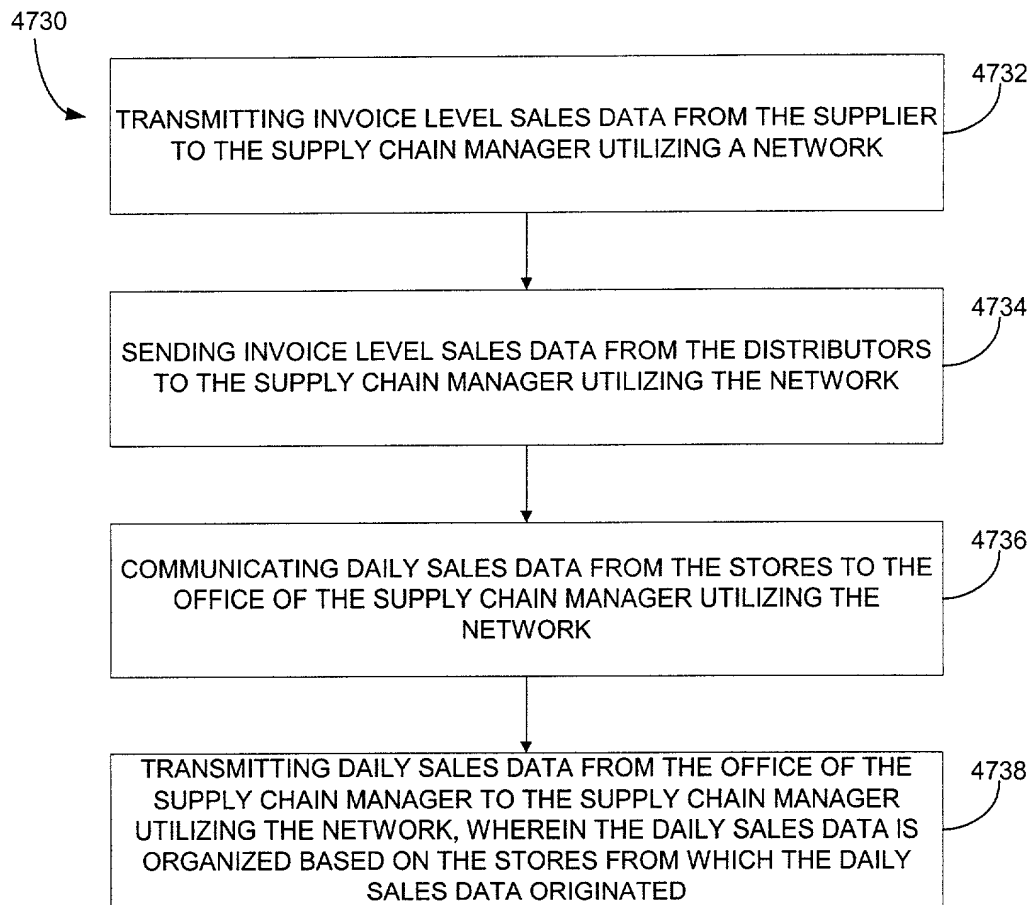 4730
4732
TRANSMITTING INVOICE LEVEL SALES DATA FROM THE SUPPLIER
TO THE SUPPLY CHAIN MANAGER UTILIZING A NETWORK
4734
SENDING INVOICE LEVEL SALES DATA FROM THE DISTRIBUTORS
TO THE SUPPLY CHAIN MANAGER UTILIZING THE NETWORK
4736
COMMUNICATING DAILY SALES DATA FROM THE STORES TO THE
OFFICE OF THE SUPPLY CHAIN MANAGER UTILIZING THE
NETWORK
4738
TRANSMITTING DAILY SALES DATA FROM THE OFFICE OF THE
SUPPLY CHAIN MANAGER TO THE SUPPLY CHAIN MANAGER
UTILIZING THE NETWORK, WHEREIN THE DAILY SALES DATA IS
ORGANIZED BASED ON THE STORES FROM WHICH THE DAILY
SALES DATA ORIGINATED